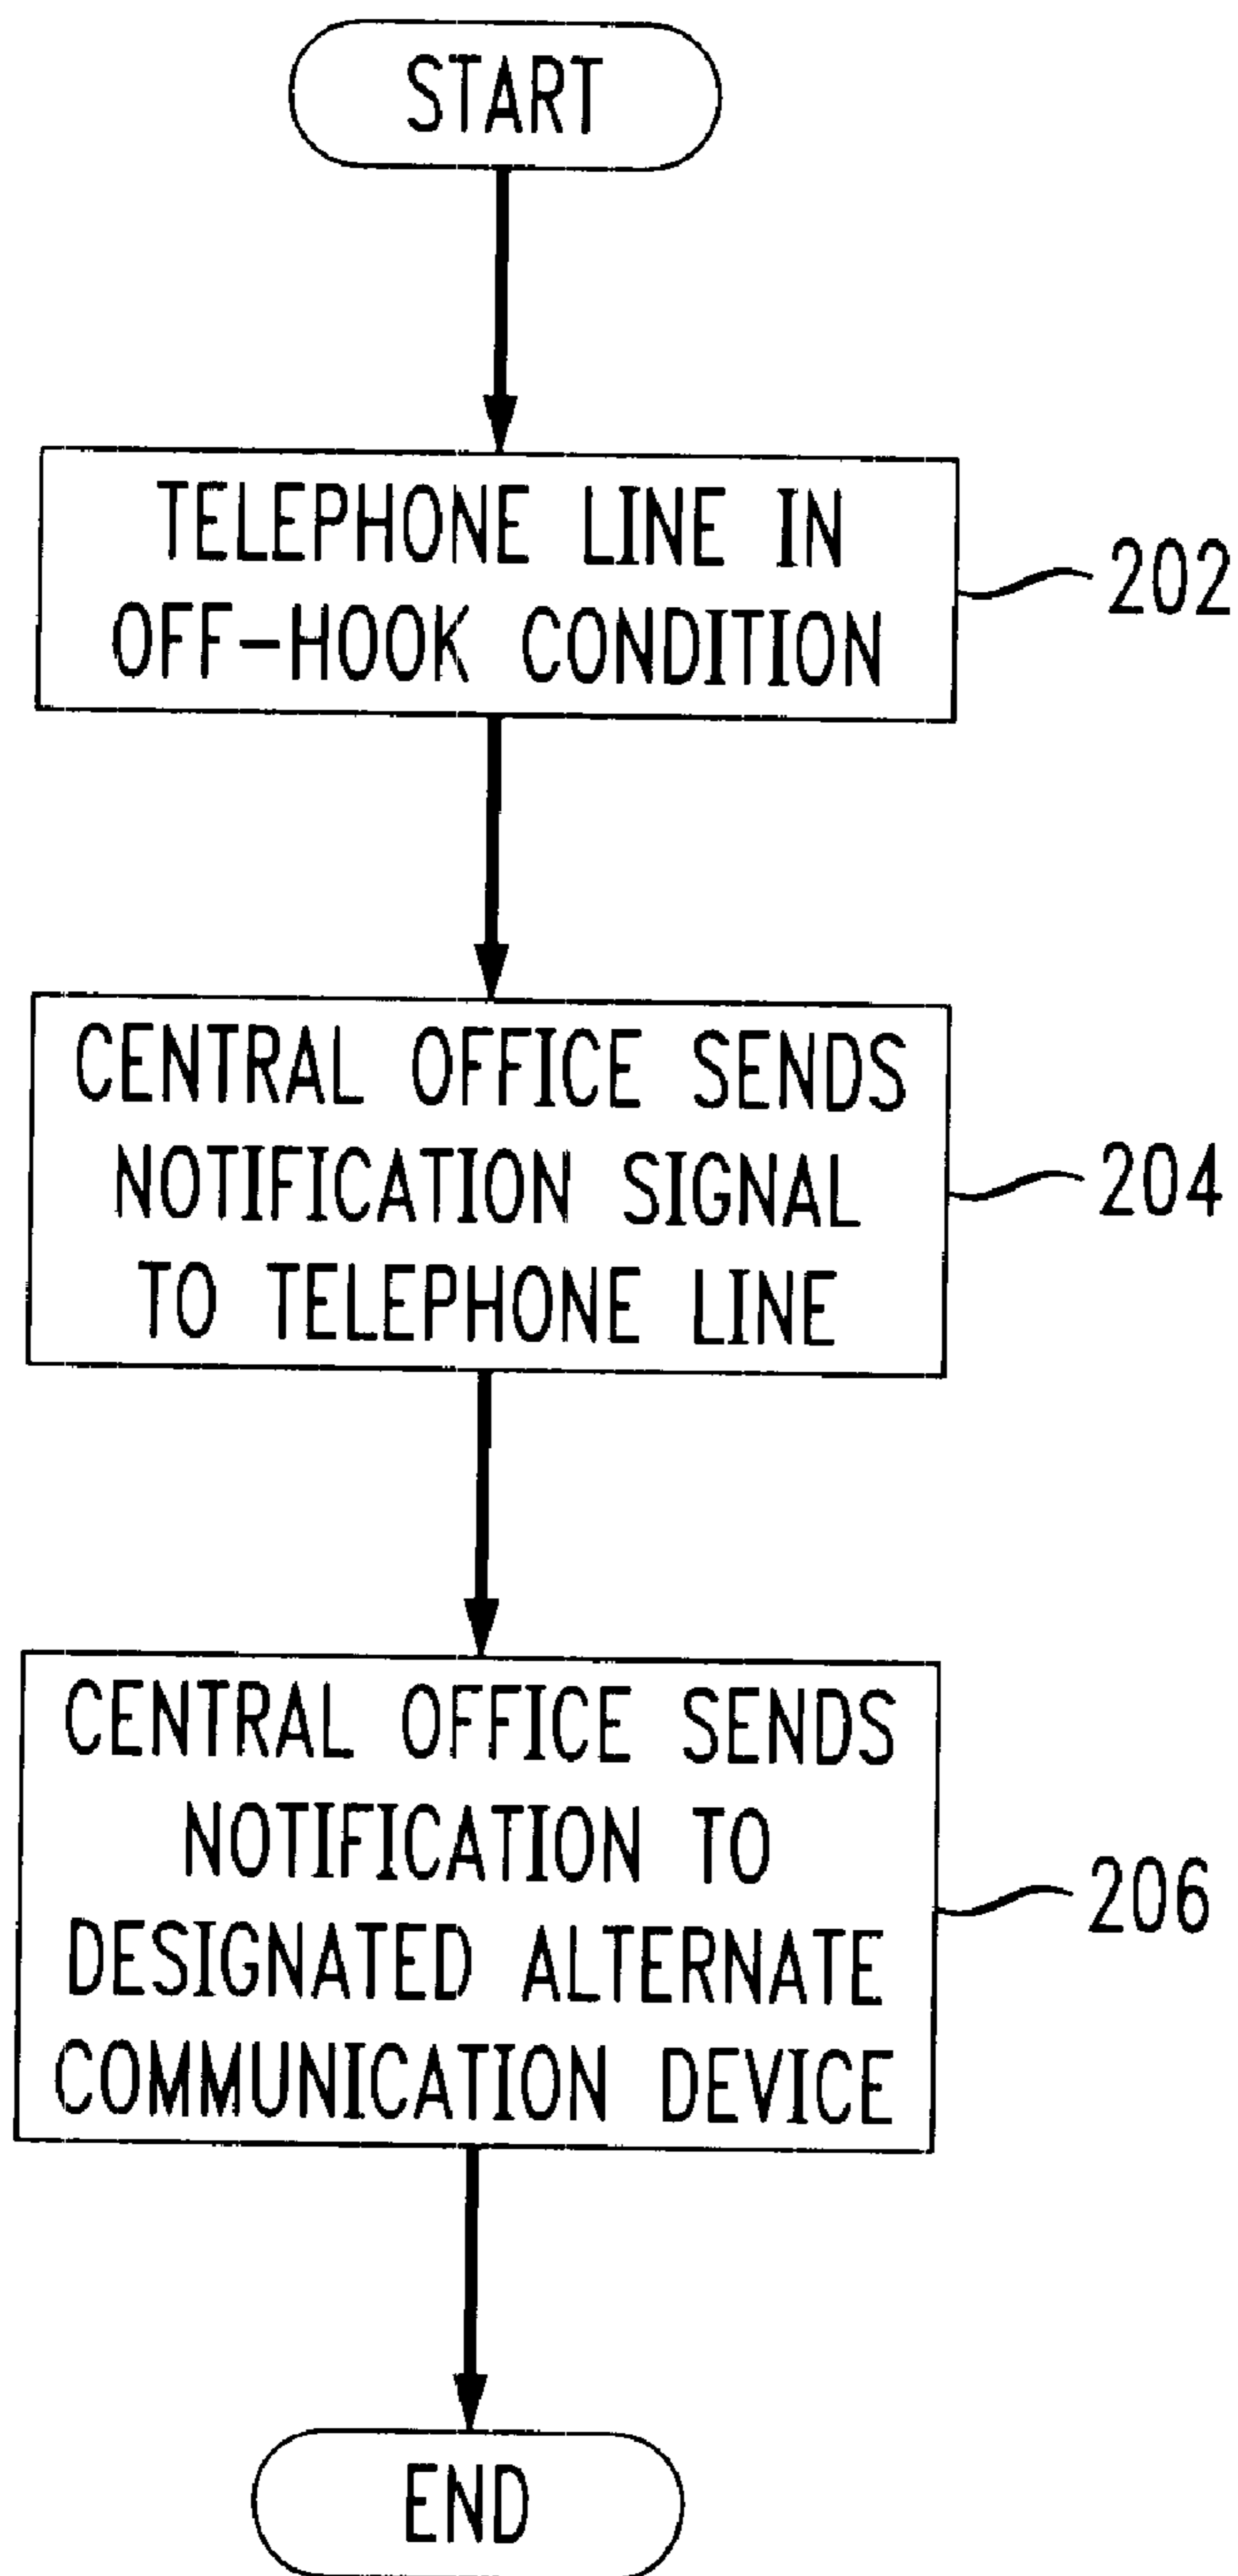 START
TELEPHONE LINE IN
OFF-HOOK CONDITION
202
CENTRAL OFFICE SENDS
NOTIFICATION SIGNAL
TO TELEPHONE LINE
204
CENTRAL OFFICE SENDS
NOTIFICATION TO
DESIGNATED ALTERNATE
COMMUNICATION DEVICE
206
END